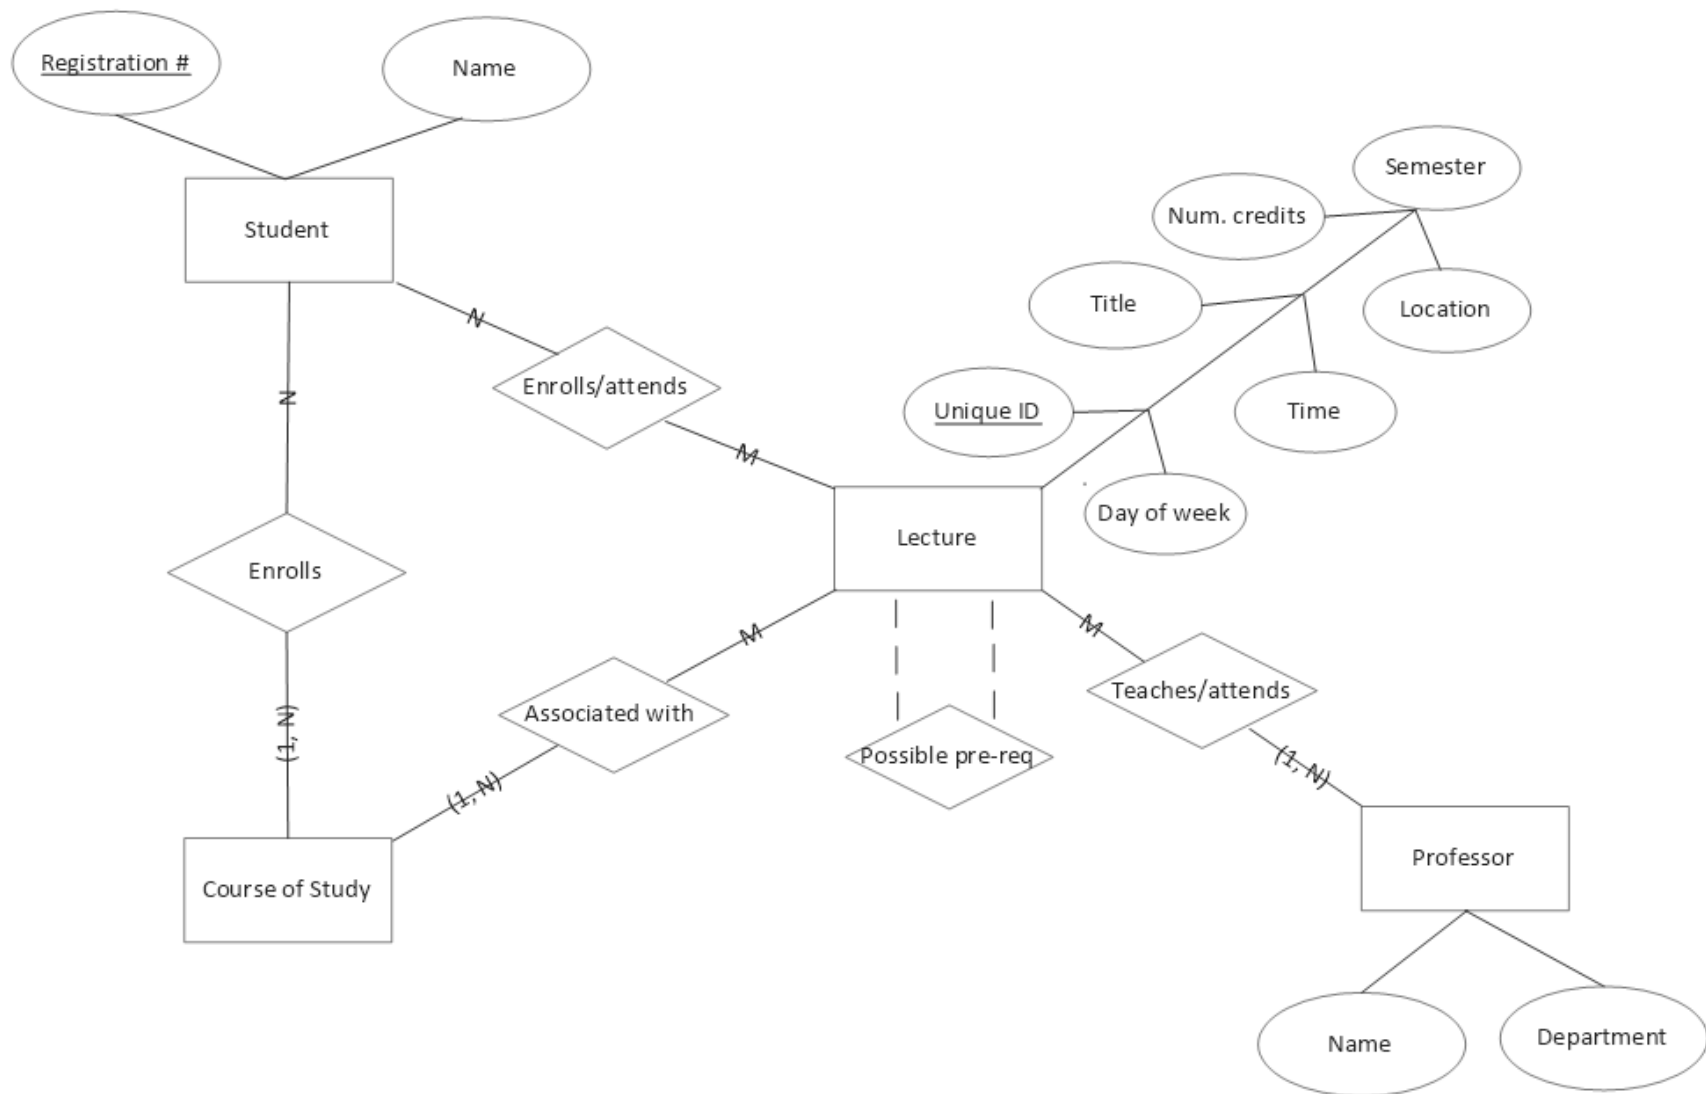 Registration #
Name
Semester
Num. credits
Student
Title
Location
N
Enrolls/attends
N
Unique ID
Time
M
Day of week
Lecture
Enrolls
M
M
Teaches/attends
Associated with
(1, N)
Possible pre-req
(1, N)
(1, N)
Professor
Course of Study
Name
Department